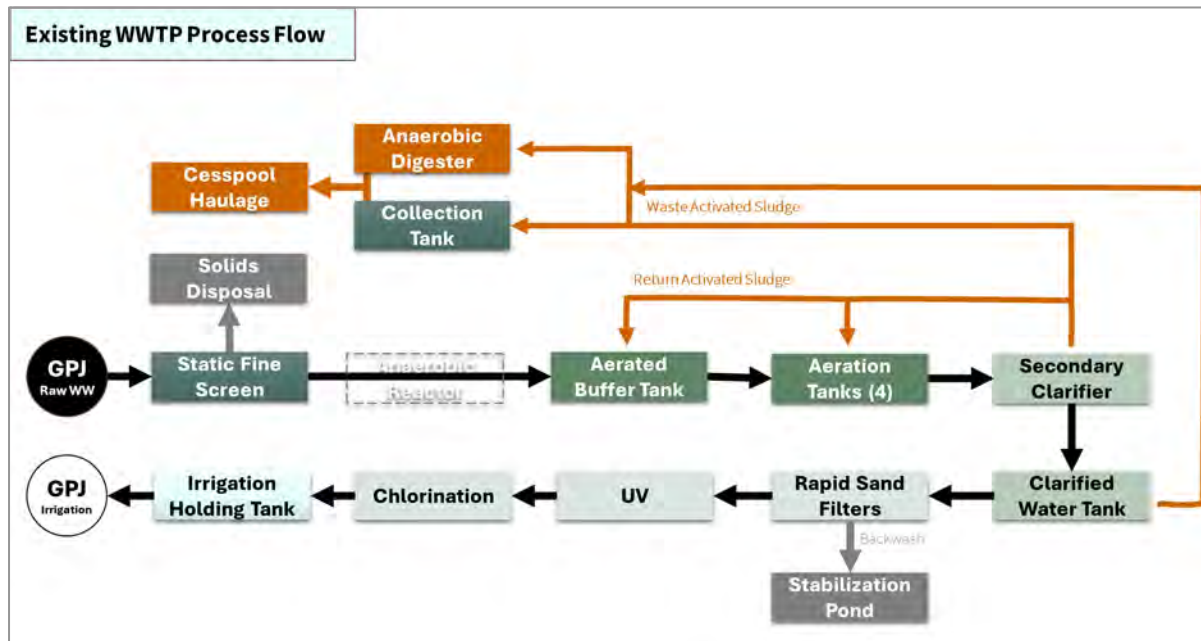 Existing WWTP Process Flow
Anaerobic
Digester
Cesspool
Haulage
Collection
Tank
Waste Activated Sludge
Solids
Disposal
Return Activated Sludge
GPJ
Raw WW
Static Fine
Screen
Anaerobic
Reactor
Aerated
Buffer Tank
Aeration
Tanks (4)
Secondary
Clarifier
GPJ
Irrigation
Irrigation
Holding Tank
Chlorination
UV
Rapid Sand
Filters
Clarified
Water Tank
Backwash
Stabilization
Pond